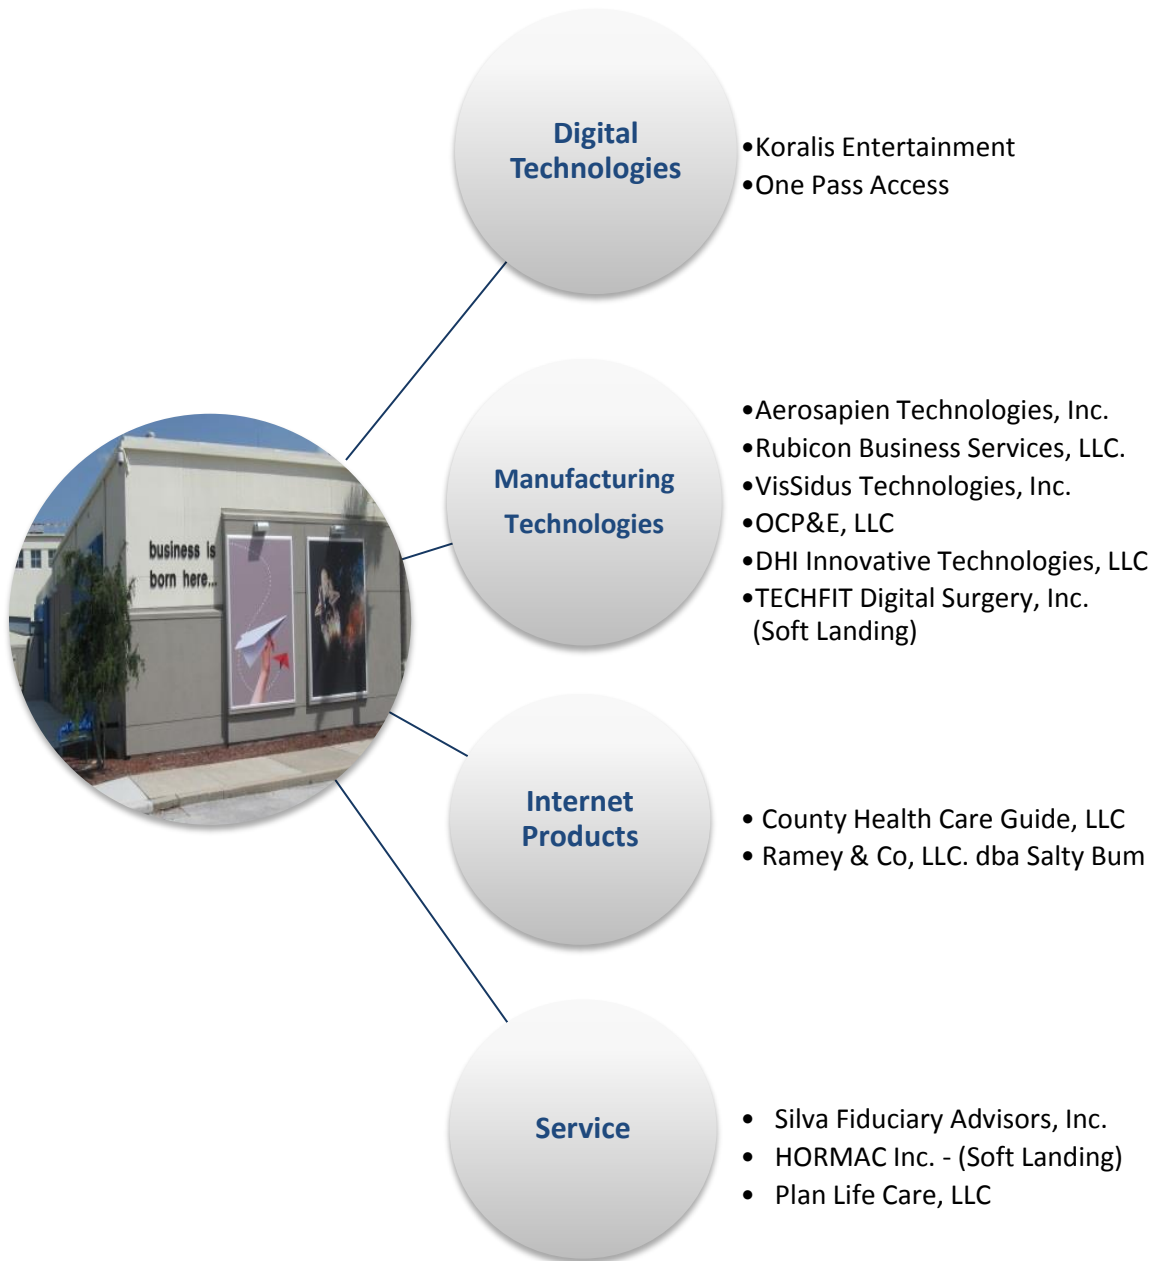 Digital
Technologies
•Koralis Entertainment
•One Pass Access
Manufacturing
Technologies
•Aerosapien Technologies, Inc.
•Rubicon Business Services, LLC.
•VisSidus Technologies, Inc.
•OCP&E, LLC
•DHI Innovative Technologies, LLC
•TECHFIT Digital Surgery, Inc.
(Soft Landing)
business is
born here...
Internet
Products
• County Health Care Guide, LLC
• Ramey & Co, LLC. dba Salty Bum
Service
• Silva Fiduciary Advisors, Inc.
• HORMAC Inc. - (Soft Landing)
• Plan Life Care, LLC